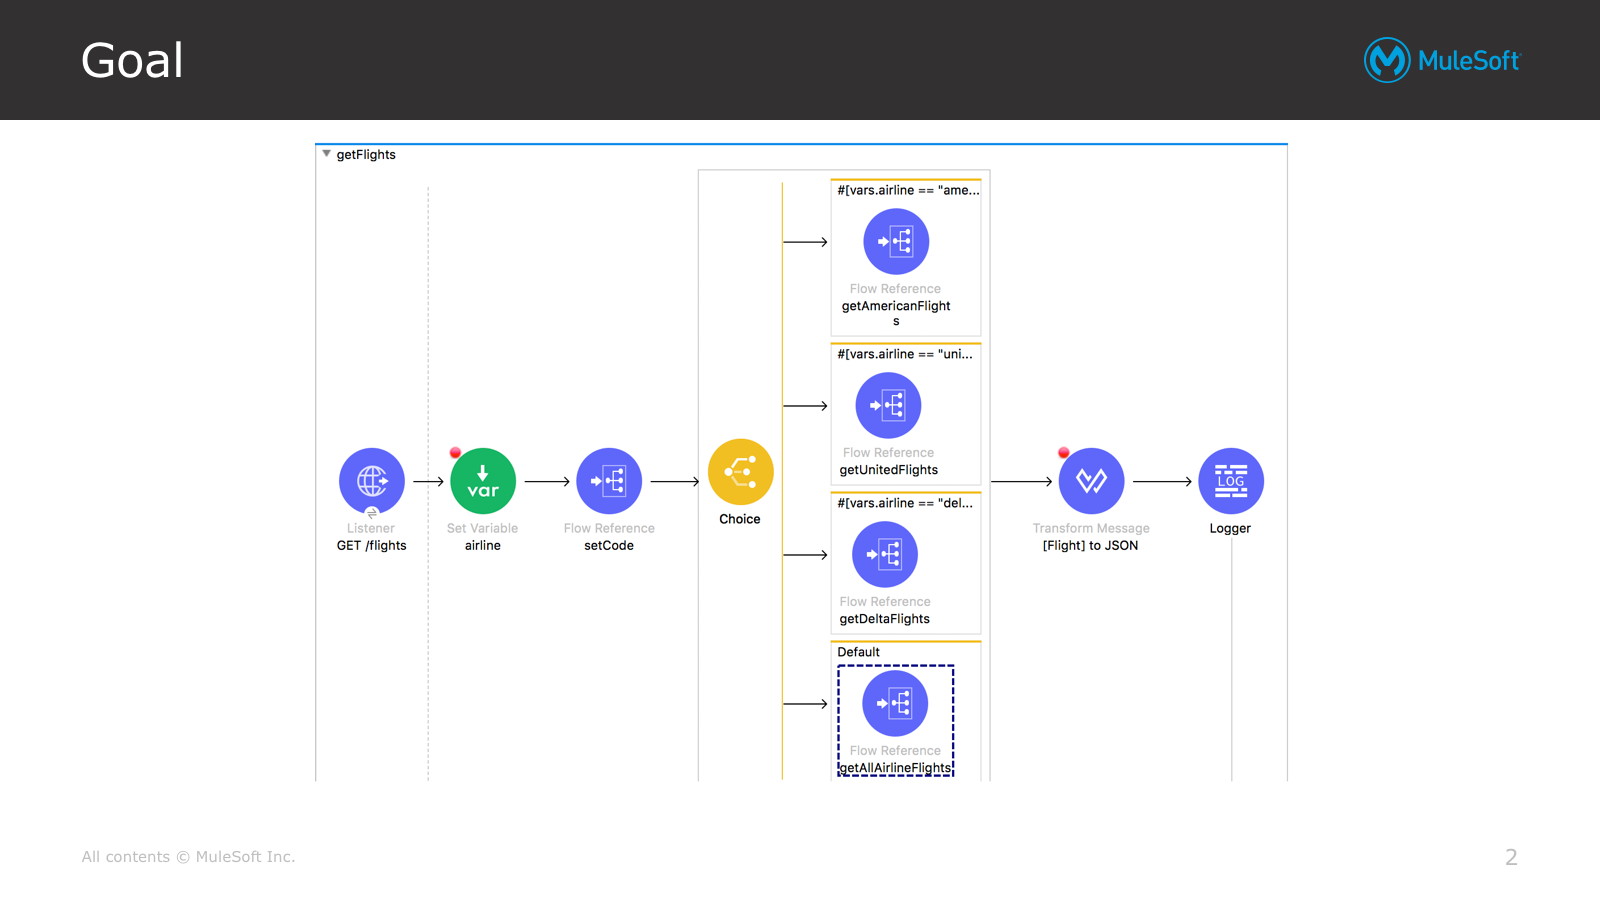 Goal
MuleSoft
getFlights
#[vars.airline == "ame...
Flow Reference
getAmericanFlight
s
#[vars.airline == "uni...
Flow Reference
getUnitedFlights
#[vars.airline == "del...
Flow Reference
getDeltaFlights
Default
Flow Reference
getAllAirlineFlights
Listener
GET /flights
var
Set Variable
airline
Flow Reference
setCode
Choice
Transform Message
[Flight] to JSON
LOG
Logger
All contents © MuleSoft Inc.
2